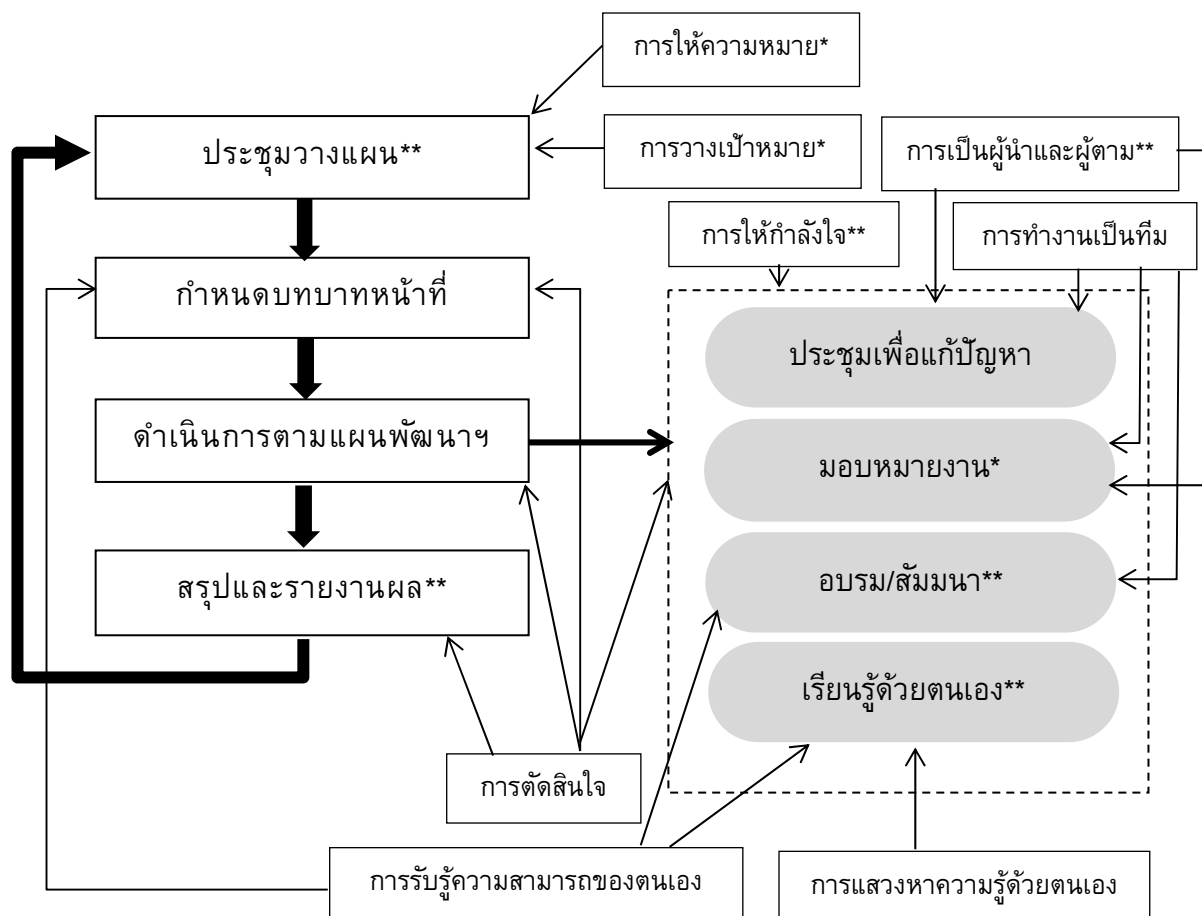 การให้ความหมาย*
ประชุมวางแผน**
การวางเป้าหมาย*
การเป็นผู้นำและผู้ตาม**
การให้กำลังใจ**
การทำงานเป็นทีม
กำหนดบทบาทหน้าที่
ประชุมเพื่อแก้ปัญหา
ดำเนินการตามแผนพัฒนาฯ
มอบหมายงาน*
สรุปและรายงานผล**
อบรม/สัมมนา**
เรียนรู้ด้วยตนเอง**
การตัดสินใจ
การรับรู้ความสามารถของตนเอง
การแสวงหาความรู้ด้วยตนเอง